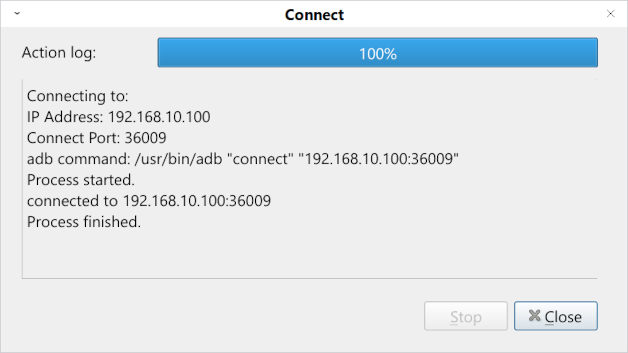 Connect
Action log:
100%
Connecting to:
IP Address: 192.168.10.100
Connect Port: 36009
adb command: /usr/bin/adb "connect" "192.168.10.100:36009"
Process started.
connected to 192.168.10.100:36009
Process finished.
Stop
Close